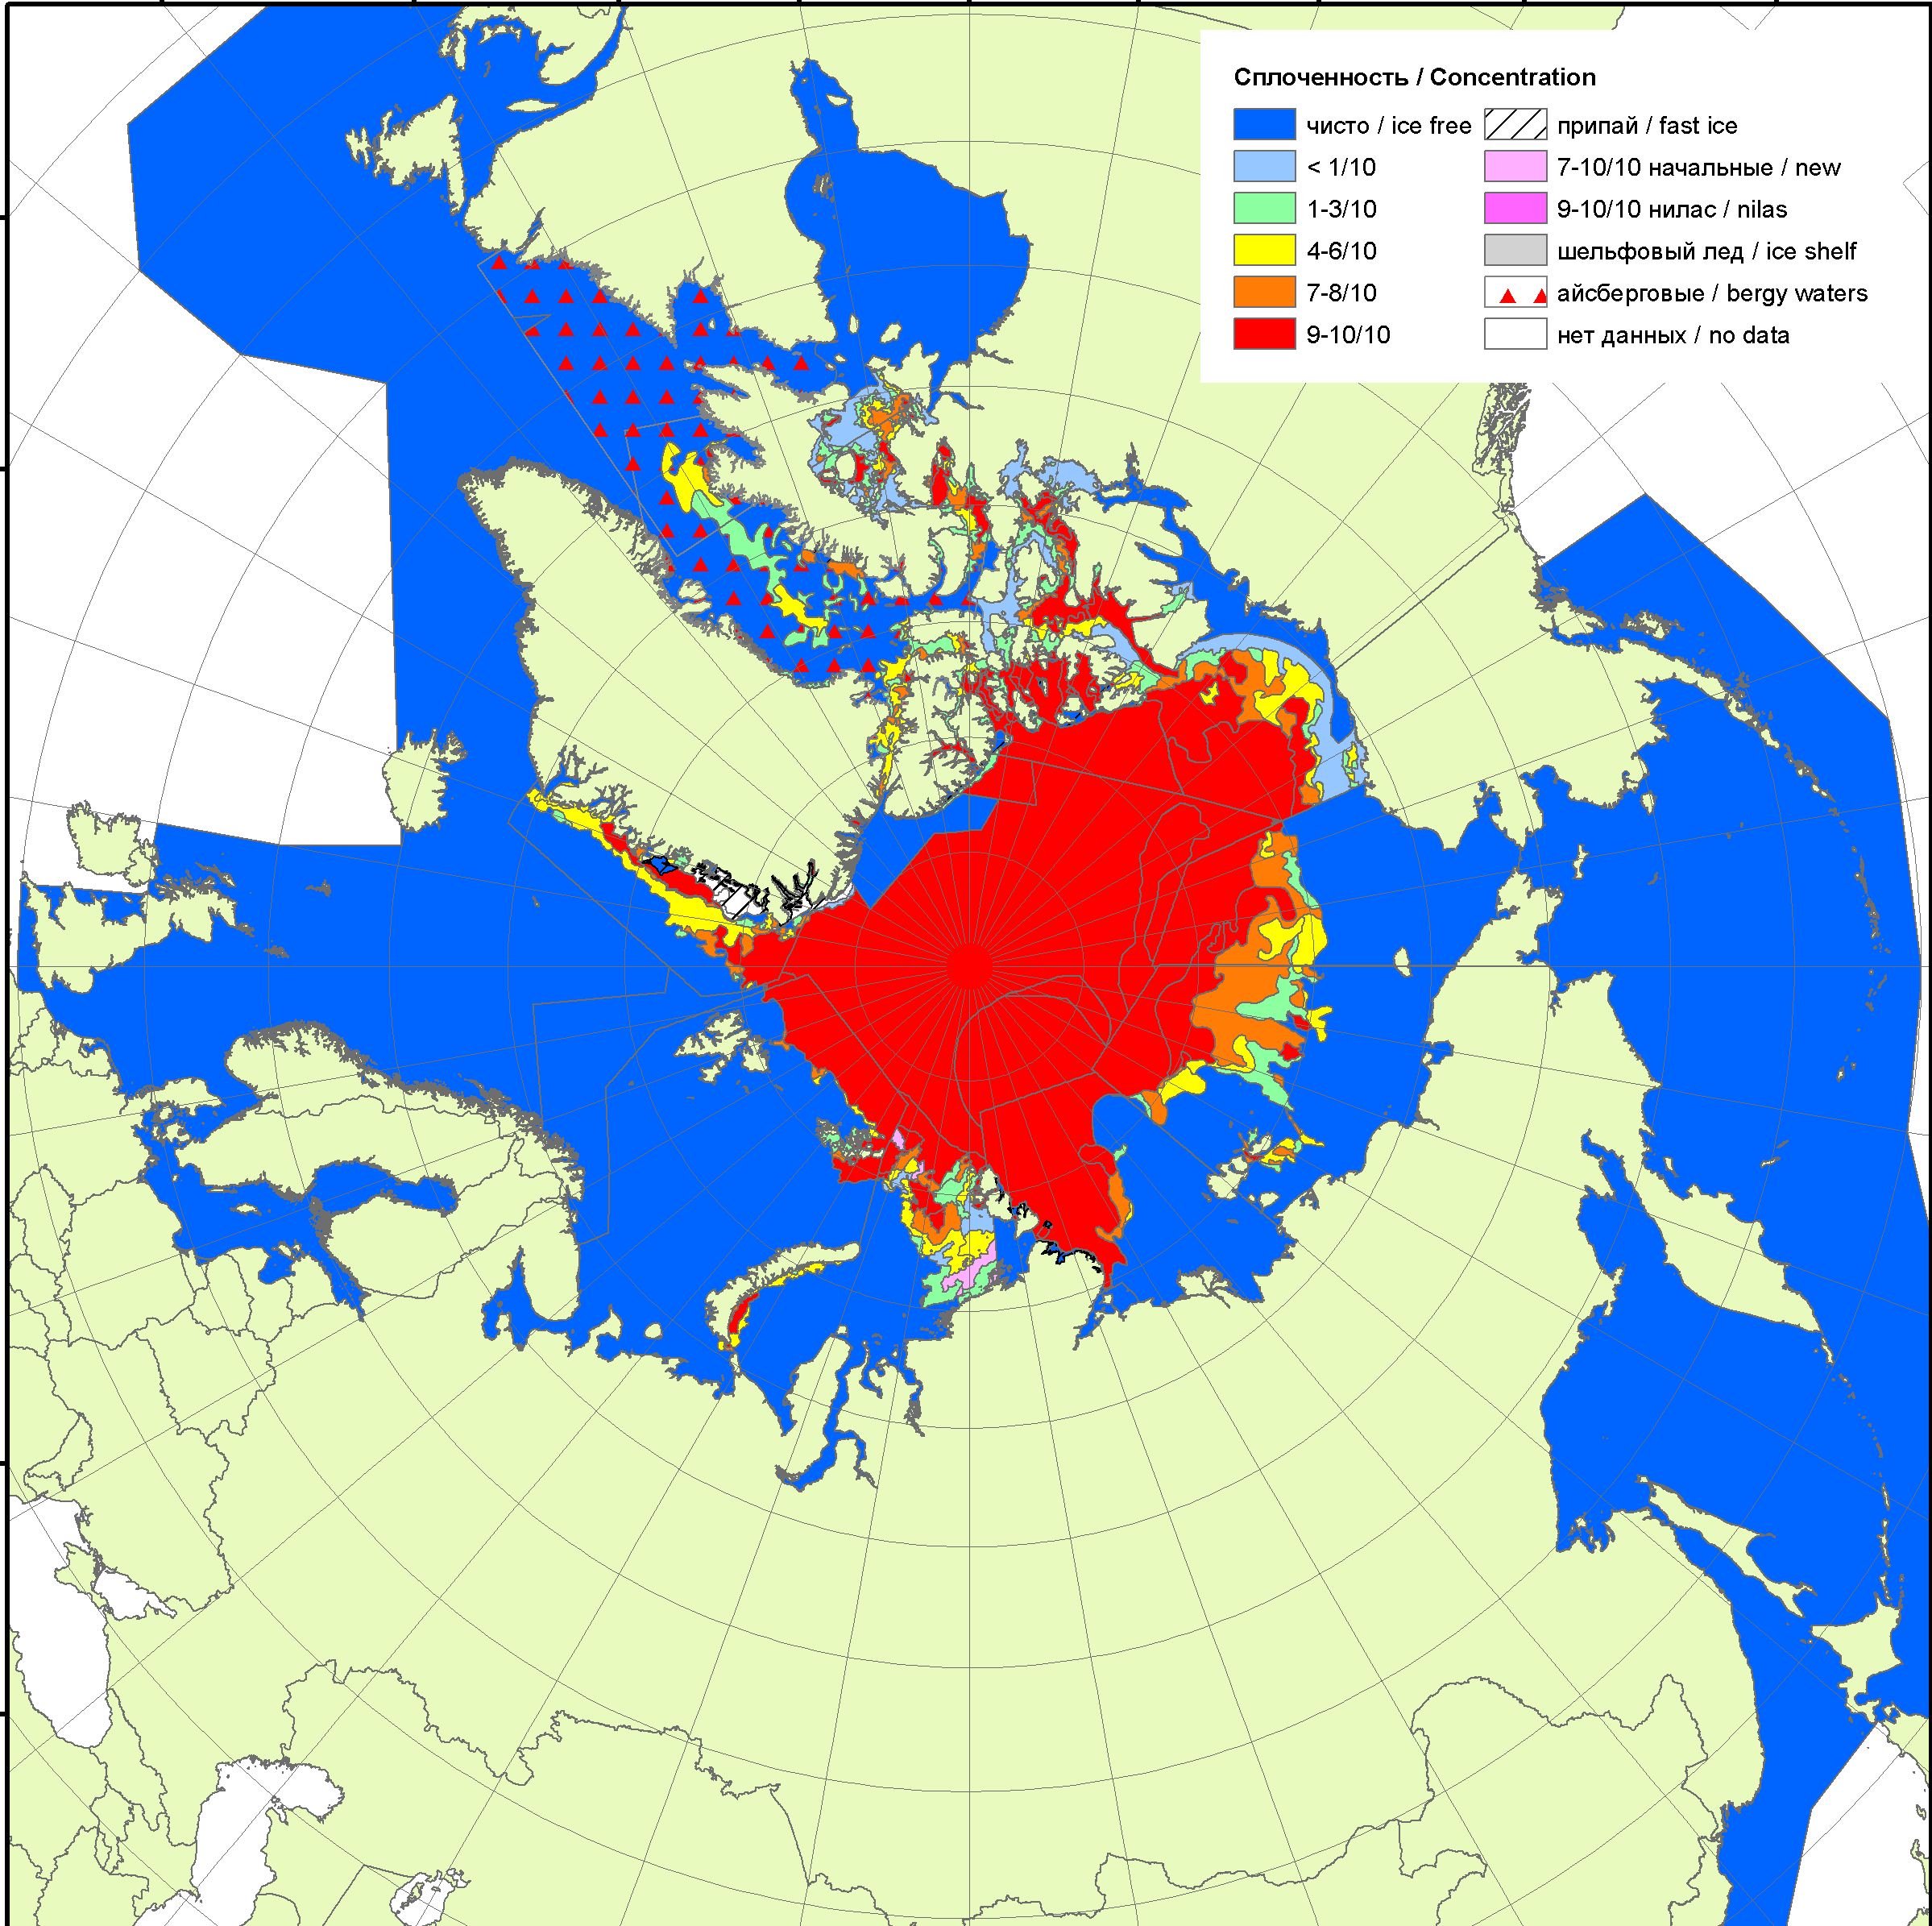 Сплоченность / Concentration
чисто / ice free
< 1/10
1-3/10
4-6/10
7-8/10
9-10/10
припай / fast ice
7-10/10 начальные / new
9-10/10 нилас / nilas
шельфовый лед / ice shelf
айсберговые / bergy waters
нет данных / no data